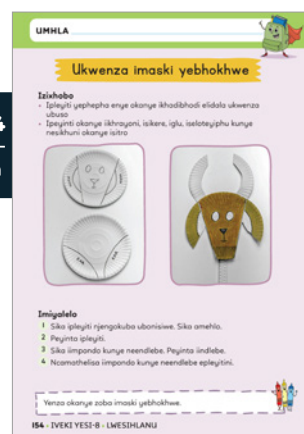 UMHLA
Ukwenza imaski yebhokhwe
Izixhobo
• Ipleyiti yephepha enye okanye ikhadibhodi elidala ukwenza
ubuso
• Ipeyinti okanye iikhrayoni, isikere, iglu, iseloteyiphu kunye
nesikhuni okanye isitro
Imiyalelo
1 Sika ipleyiti njengokuba ubonisiwe. Sika amehlo.
2 Peyinta ipleyiti.
3 Sika iimpondo kunye neendlebe. Peyinta iindlebe.
4 Ncamathelisa iimpondo kunye neendlebe epleyitini.
Yenza okanye zoba imaski yebhokhwe.
154 • IVEKI YESI-8 • LWESIHLANU